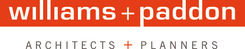 williams + paddon
ARCHITECTS + PLANNERS